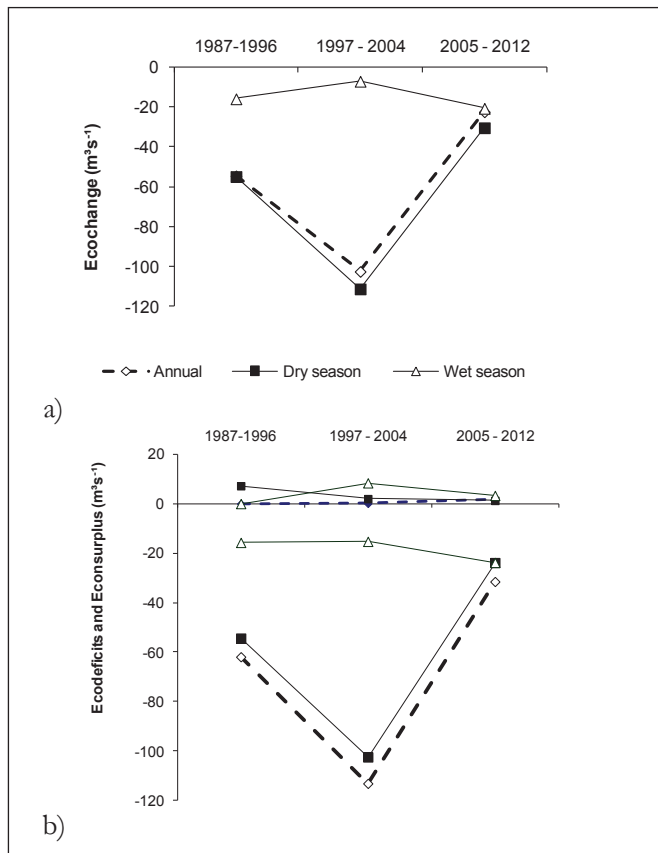 1987-1996 1997 - 2004 2005 - 2012
0
-20
-40
-60
-80
-100
-120
Ecochange (m³s⁻¹)
Annual Dry season Wet season
a)
1987-1996 1997 - 2004 2005 - 2012
20
0
-20
-40
-60
-80
-100
-120
Ecodeficits and Econsurplus (m³s⁻¹)
b)